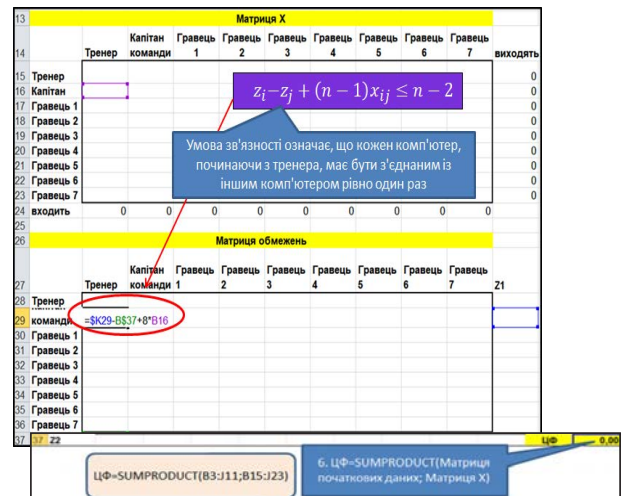 13 Матриця X
Капітан Гравець Гравець Гравець Гравець Гравець Гравець Гравець
14 Тренер команди 1 2 3 4 5 6 7 виходять
15 Тренер 0
16 Капітан 0
17 Гравець 1 0
18 Гравець 2 0
19 Гравець 3 0
20 Гравець 4 0
21 Гравець 5 0
22 Гравець 6 0
23 Гравець 7 0
24 входить 0 0 0 0 0 0 0 0 0
zᵢ−zⱼ + (n − 1)xᵢⱼ ≤ n − 2
Умова зв'язності означає, що кожен комп'ютер,
починаючи з тренера, має бути з'єднаним із
іншим комп'ютером рівно один раз
25
26 Матриця обмежень
Капітан Гравець Гравець Гравець Гравець Гравець Гравець Гравець
27 Тренер команди 1 2 3 4 5 6 7 Z1
28 Тренер
29 команди =$K29-B$37+8*B16
30 Гравець 1
31 Гравець 2
32 Гравець 3
33 Гравець 4
34 Гравець 5
35 Гравець 6
36 Гравець 7
37 37 Z2 ЦФ 0,00
ЦФ=SUMPRODUCT(B3:J11;B15:J23)
6. ЦФ=SUMPRODUCT(Матриця
початкових даних; Матриця X)